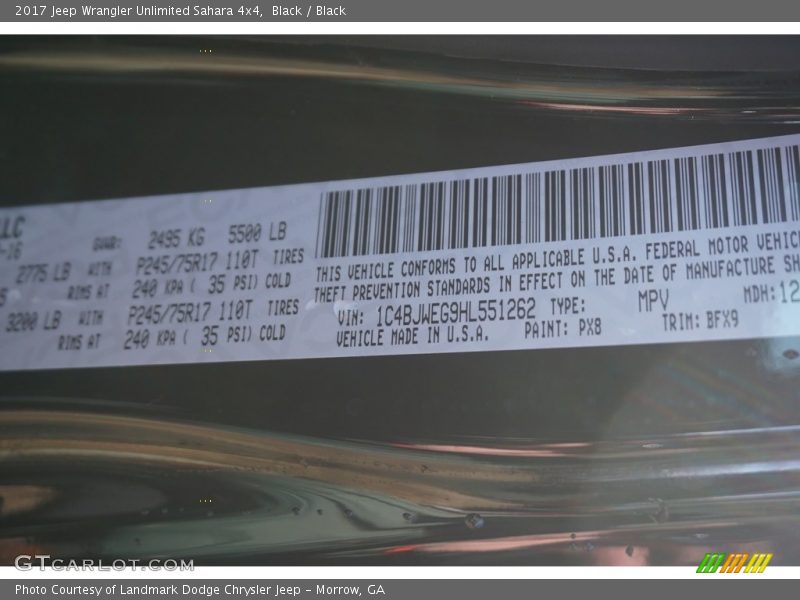 2017 Jeep Wrangler Unlimited Sahara 4x4, Black / Black
LLC
-16
GVWR: 2495 KG 5500 LB
2775 LB WITH P245/75R17 110T TIRES
RIMS AT 240 KPA ( 35 PSI) COLD
3200 LB WITH P245/75R17 110T TIRES
RIMS AT 240 KPA ( 35 PSI) COLD
THIS VEHICLE CONFORMS TO ALL APPLICABLE U.S.A. FEDERAL MOTOR VEHIC
THEFT PREVENTION STANDARDS IN EFFECT ON THE DATE OF MANUFACTURE SH
VIN: 1C4BJWEG9HL551262 TYPE: MPV MDH: 12
VEHICLE MADE IN U.S.A. PAINT: PX8 TRIM: BFX9
GTCARLOT.COM
Photo Courtesy of Landmark Dodge Chrysler Jeep – Morrow, GA